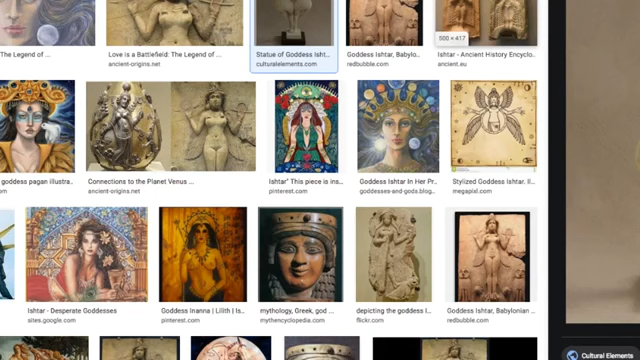 The Legend of ...
Love is a Battlefield: The Legend of ...
ancient-origins.net
Statue of Goddess Isht...
culturalelements.com
Goddess Ishtar, Babylo...
redbubble.com
500 × 417
Ishtar - Ancient History Encyclo...
ancient.eu
goddess pagan illustra...
om
Connections to the Planet Venus ...
ancient-origins.net
Ishtar" This piece is ins...
pinterest.com
Goddess Ishtar In Her Pr...
goddesses-and-gods.blog...
Stylized Goddess Ishtar. Il...
megapixl.com
Ishtar - Desperate Goddesses
sites.google.com
Goddess Inanna | Lilith | Is...
pinterest.com
mythology, Greek, god ...
mythencyclopedia.com
depicting the goddess I...
flickr.com
Goddess Ishtar, Babylonian ...
redbubble.com
Cultural Elements